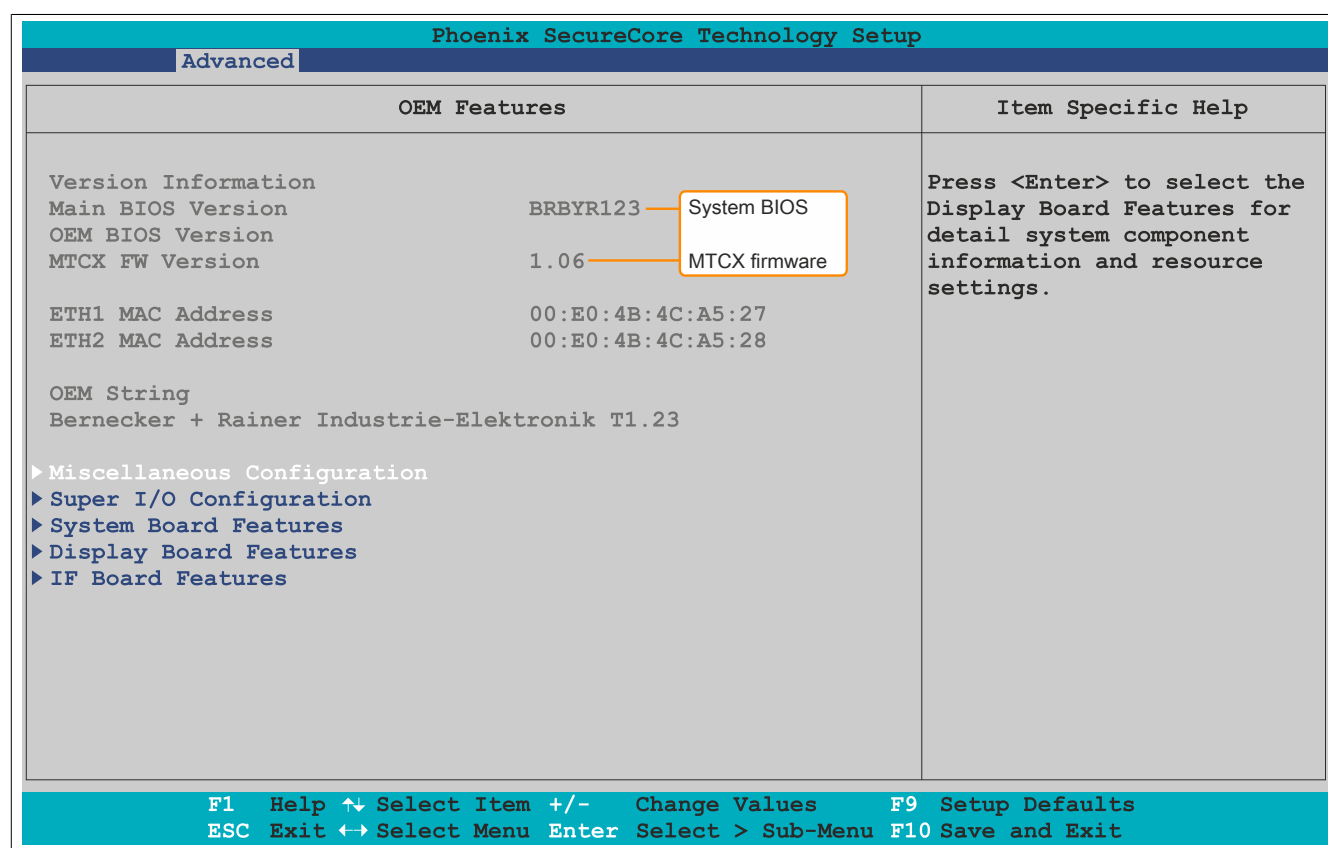 Phoenix SecureCore Technology Setup
Advanced
OEM Features
Item Specific Help
Version Information
Main BIOS Version BRBYR123 System BIOS
OEM BIOS Version
MTCX FW Version 1.06 MTCX firmware
ETH1 MAC Address 00:E0:4B:4C:A5:27
ETH2 MAC Address 00:E0:4B:4C:A5:28
OEM String
Bernecker + Rainer Industrie-Elektronik T1.23
Miscellaneous Configuration
Super I/O Configuration
System Board Features
Display Board Features
IF Board Features
Press <Enter> to select the
Display Board Features for
detail system component
information and resource
settings.
F1 Help ↑↓ Select Item +/- Change Values F9 Setup Defaults
ESC Exit ←→ Select Menu Enter Select > Sub-Menu F10 Save and Exit